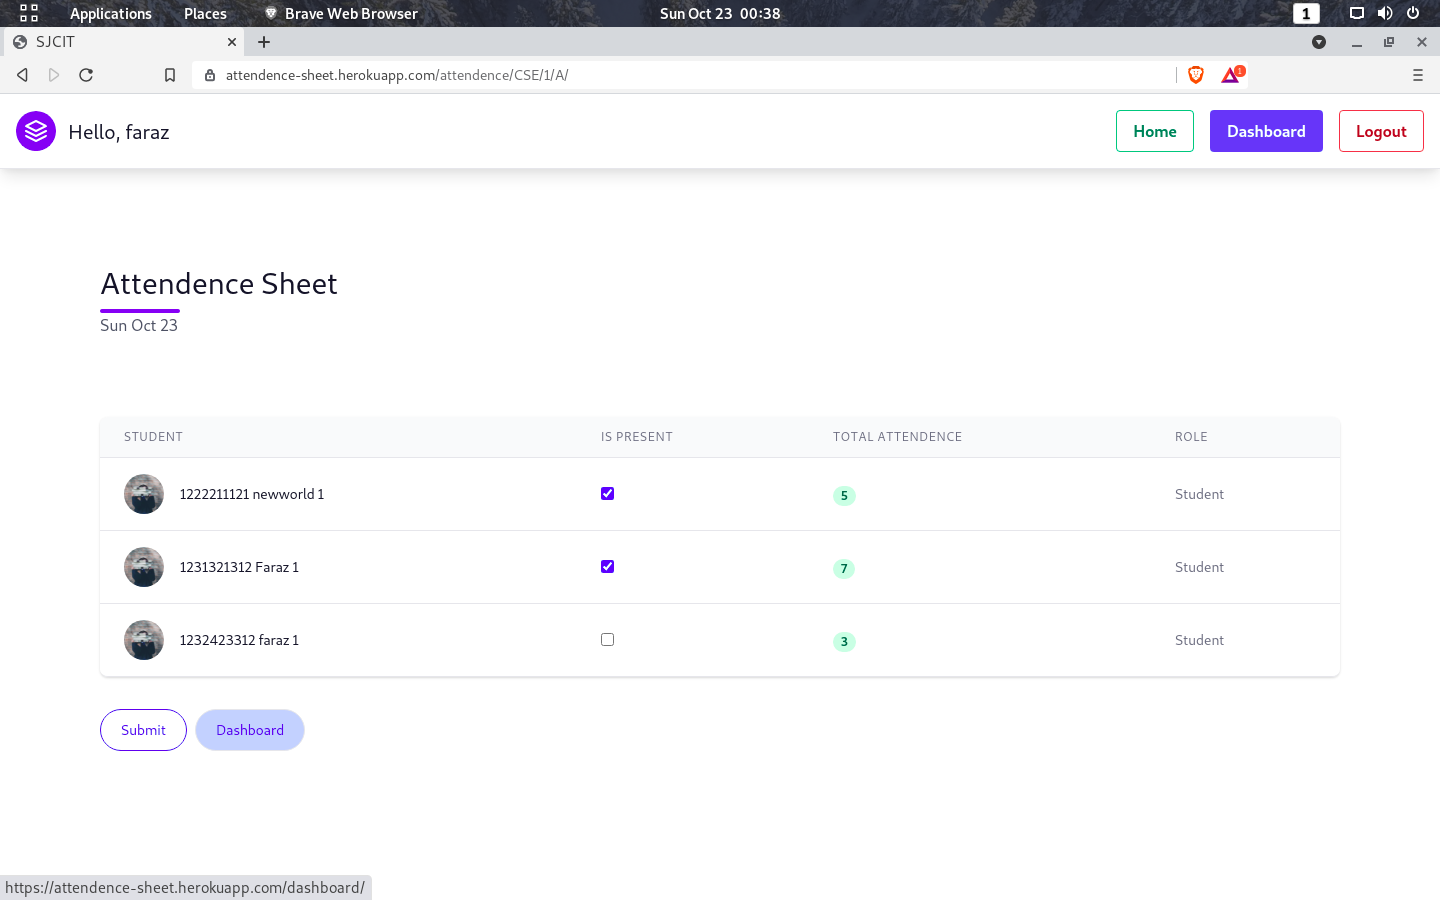 Applications Places Brave Web Browser Sun Oct 23 00:38 1
SJCIT
attendence-sheet.herokuapp.com/attendence/CSE/1/A/ 1
Hello, faraz Home Dashboard Logout
Attendence Sheet
Sun Oct 23
STUDENT IS PRESENT TOTAL ATTENDENCE ROLE
1222211121 newworld 1 5 Student
1231321312 Faraz 1 7 Student
1232423312 faraz 1 3 Student
Submit Dashboard
https://attendence-sheet.herokuapp.com/dashboard/